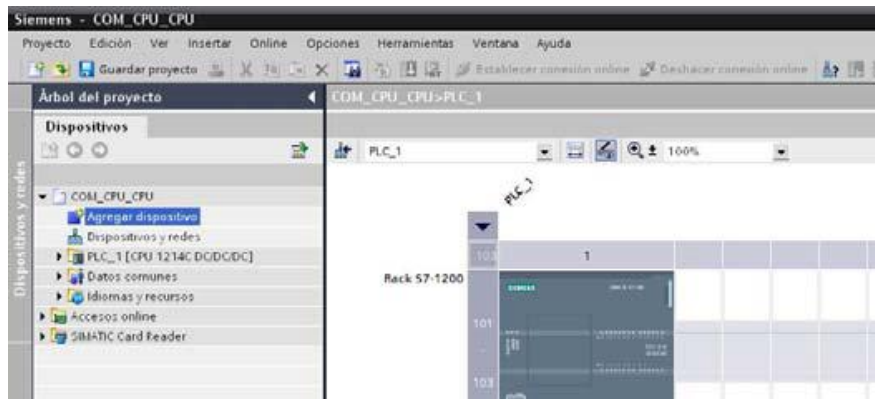 Siemens - COM_CPU_CPU
Proyecto Edición Ver Insertar Online Opciones Herramientas Ventana Ayuda
Guardar proyecto Establecer conexión online Deshacer conexión online
Árbol del proyecto
COM_CPU_CPU>PLC_1
Dispositivos
PLC_1 100%
Dispositivos y redes
COM_CPU_CPU
Agregar dispositivo
Dispositivos y redes
PLC_1 [CPU 1214C DC/DC/DC]
Datos comunes
Idiomas y recursos
Accesos online
SIMATIC Card Reader
PLC_1
103 1
Rack S7-1200
SIEMENS
101
103